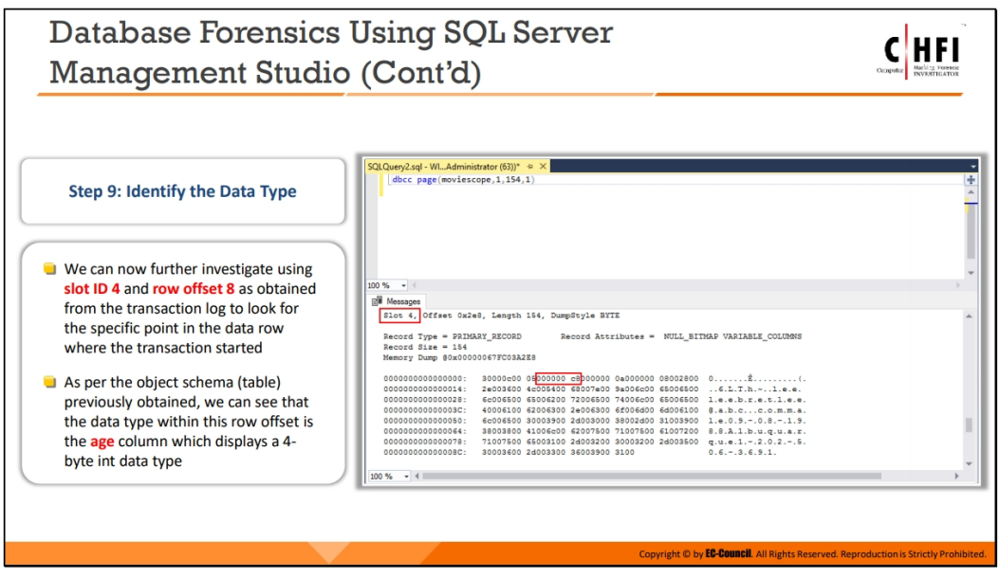 Database Forensics Using SQL Server
Management Studio (Cont’d)
C HFI
Computer Hacking Forensic
INVESTIGATOR
Step 9: Identify the Data Type
We can now further investigate using
slot ID 4 and row offset 8 as obtained
from the transaction log to look for
the specific point in the data row
where the transaction started
As per the object schema (table)
previously obtained, we can see that
the data type within this row offset is
the age column which displays a 4-
byte int data type
SQLQuery2.sql - WI...Administrator (63))*
dbcc page(moviescope,1,154,1)
100 %
Messages
Slot 4, Offset 0x2e8, Length 154, DumpStyle BYTE
Record Type = PRIMARY_RECORD Record Attributes = NULL_BITMAP VARIABLE_COLUMNS
Record Size = 154
Memory Dump @0x00000067FC03A2E8
0000000000000000: 30000c00 05000000 c8000000 0a000000 08002800 0.......È.........(.
0000000000000014: 2e003600 4c005400 68007e00 9a006c00 65006500 ..6.L.T.h.~...l.e.e.
0000000000000028: 6c006500 65006200 72006500 74006c00 65006500 l.e.e.b.r.e.t.l.e.e.
000000000000003C: 40006100 62006300 2e006300 6f006d00 6d006100 @.a.b.c...c.o.m.m.a.
0000000000000050: 6c006500 30003900 2d003000 38002d00 31003900 l.e.0.9.-.0.8.-.1.9.
0000000000000064: 38003800 41006c00 62007500 71007500 61007200 8.8.A.l.b.u.q.u.a.r.
0000000000000078: 71007500 65003100 2d003200 30003200 2d003500 q.u.e.1.-.2.0.2.-.5.
000000000000008C: 30003600 2d003300 36003900 3100 0.6.-.3.6.9.1.
100 %
Copyright © by EC-Council. All Rights Reserved. Reproduction is Strictly Prohibited.